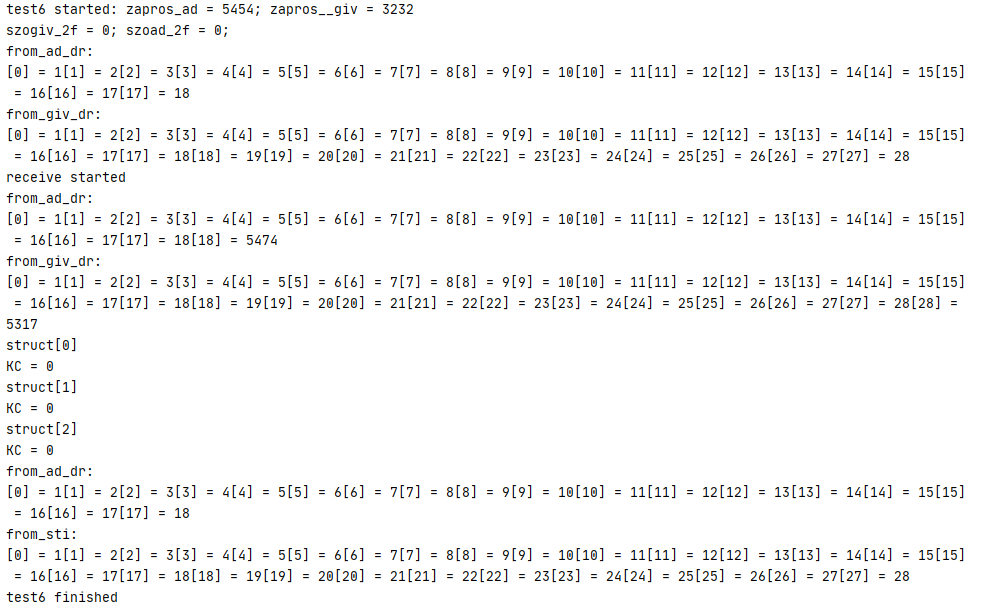 test6 started: zapros_ad = 5454; zapros__giv = 3232
szogiv_2f = 0; szoad_2f = 0;
from_ad_dr:
[0] = 1[1] = 2[2] = 3[3] = 4[4] = 5[5] = 6[6] = 7[7] = 8[8] = 9[9] = 10[10] = 11[11] = 12[12] = 13[13] = 14[14] = 15[15]
= 16[16] = 17[17] = 18
from_giv_dr:
[0] = 1[1] = 2[2] = 3[3] = 4[4] = 5[5] = 6[6] = 7[7] = 8[8] = 9[9] = 10[10] = 11[11] = 12[12] = 13[13] = 14[14] = 15[15]
= 16[16] = 17[17] = 18[18] = 19[19] = 20[20] = 21[21] = 22[22] = 23[23] = 24[24] = 25[25] = 26[26] = 27[27] = 28
receive started
from_ad_dr:
[0] = 1[1] = 2[2] = 3[3] = 4[4] = 5[5] = 6[6] = 7[7] = 8[8] = 9[9] = 10[10] = 11[11] = 12[12] = 13[13] = 14[14] = 15[15]
= 16[16] = 17[17] = 18[18] = 5474
from_giv_dr:
[0] = 1[1] = 2[2] = 3[3] = 4[4] = 5[5] = 6[6] = 7[7] = 8[8] = 9[9] = 10[10] = 11[11] = 12[12] = 13[13] = 14[14] = 15[15]
= 16[16] = 17[17] = 18[18] = 19[19] = 20[20] = 21[21] = 22[22] = 23[23] = 24[24] = 25[25] = 26[26] = 27[27] = 28[28] =
5317
struct[0]
КС = 0
struct[1]
КС = 0
struct[2]
КС = 0
from_ad_dr:
[0] = 1[1] = 2[2] = 3[3] = 4[4] = 5[5] = 6[6] = 7[7] = 8[8] = 9[9] = 10[10] = 11[11] = 12[12] = 13[13] = 14[14] = 15[15]
= 16[16] = 17[17] = 18
from_sti:
[0] = 1[1] = 2[2] = 3[3] = 4[4] = 5[5] = 6[6] = 7[7] = 8[8] = 9[9] = 10[10] = 11[11] = 12[12] = 13[13] = 14[14] = 15[15]
= 16[16] = 17[17] = 18[18] = 19[19] = 20[20] = 21[21] = 22[22] = 23[23] = 24[24] = 25[25] = 26[26] = 27[27] = 28
test6 finished